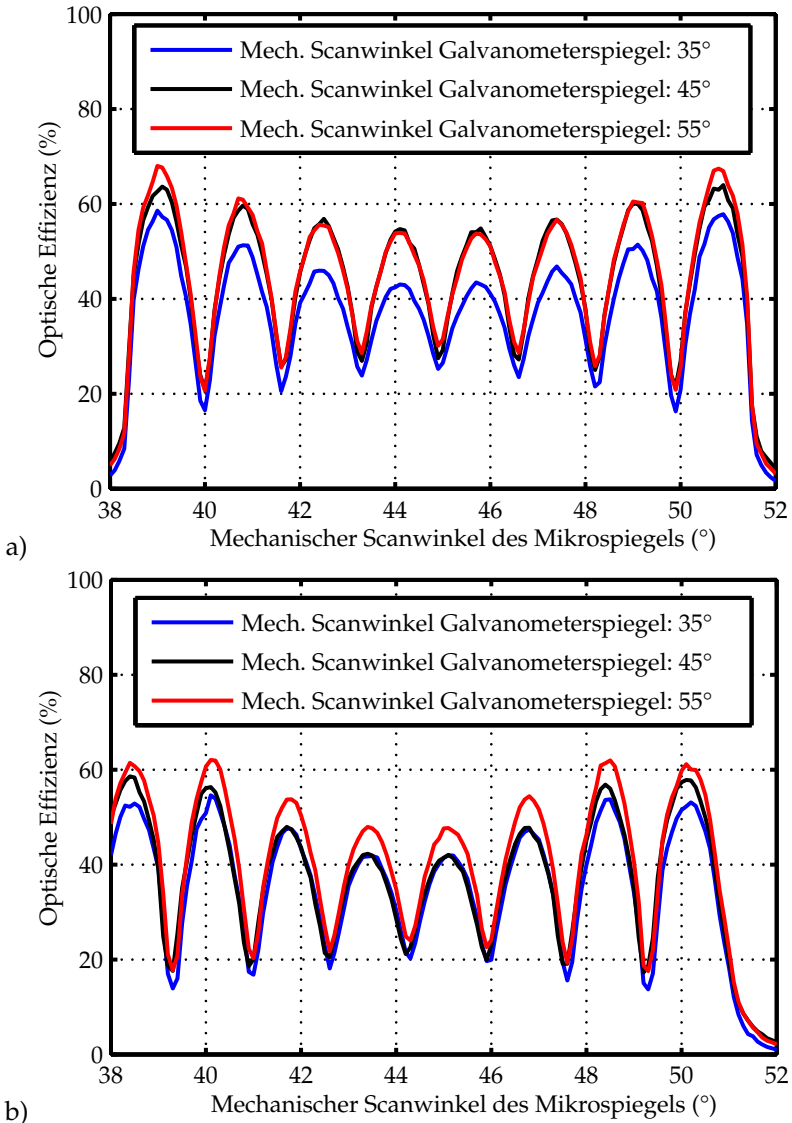 100
80
60
40
20
0
Optische Effizienz (%)
Mech. Scanwinkel Galvanometerspiegel: 35°
Mech. Scanwinkel Galvanometerspiegel: 45°
Mech. Scanwinkel Galvanometerspiegel: 55°
38 40 42 44 46 48 50 52
Mechanischer Scanwinkel des Mikrospiegels (°)
a)
100
80
60
40
20
0
Optische Effizienz (%)
Mech. Scanwinkel Galvanometerspiegel: 35°
Mech. Scanwinkel Galvanometerspiegel: 45°
Mech. Scanwinkel Galvanometerspiegel: 55°
38 40 42 44 46 48 50 52
Mechanischer Scanwinkel des Mikrospiegels (°)
b)